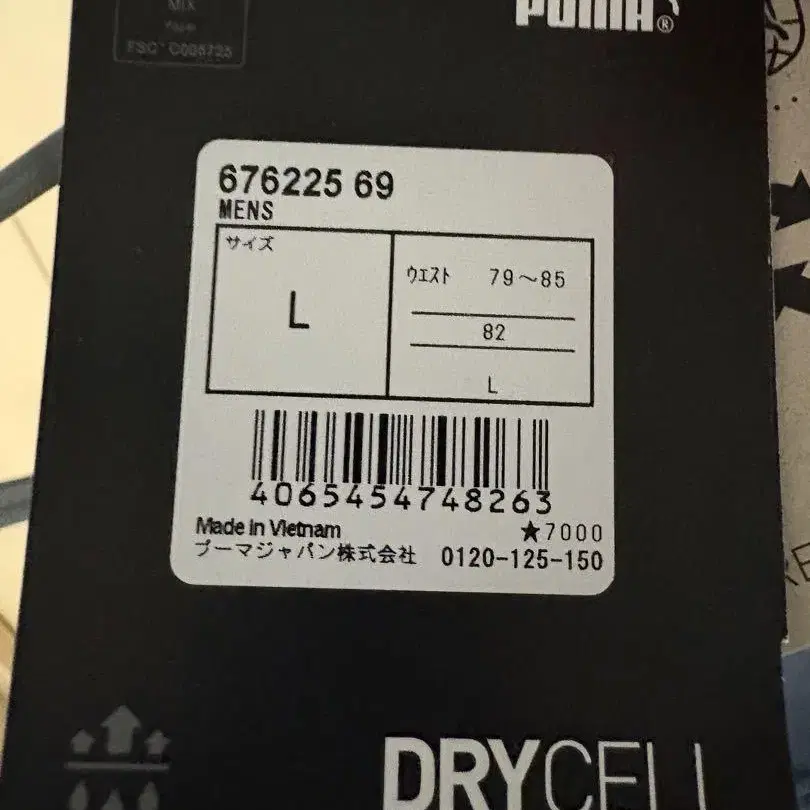 MIX
FSC® C005725
PUMA®
676225 69
MENS
サイズ
L
ウエスト 79～85
82
L
4065454748263
Made in Vietnam
★7000
プーマジャパン株式会社 0120-125-150
DRYCELL